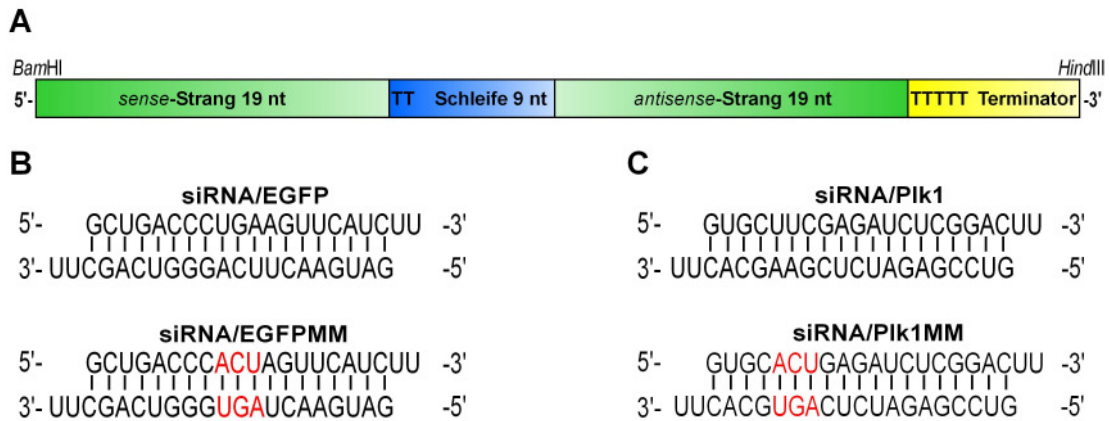 A
BamHI HindIII
5'- sense-Strang 19 nt TT Schleife 9 nt antisense-Strang 19 nt TTTTT Terminator -3'
B
siRNA/EGFP
5'- GCUGACCCUGAAGUUCAUCUU -3'
3'- UUCGACUGGGACUUCAAGUAG -5'
siRNA/EGFPMM
5'- GCUGACCCACUAGUUCAUCUU -3'
3'- UUCGACUGGGUGAUCAAGUAG -5'
C
siRNA/Plk1
5'- GUGCUUCGAGAUCUCGGACUU -3'
3'- UUCACGAAGCUCUAGAGCCUG -5'
siRNA/Plk1MM
5'- GUGCACUGAGAUCUCGGACUU -3'
3'- UUCACGUGACUCUAGAGCCUG -5'